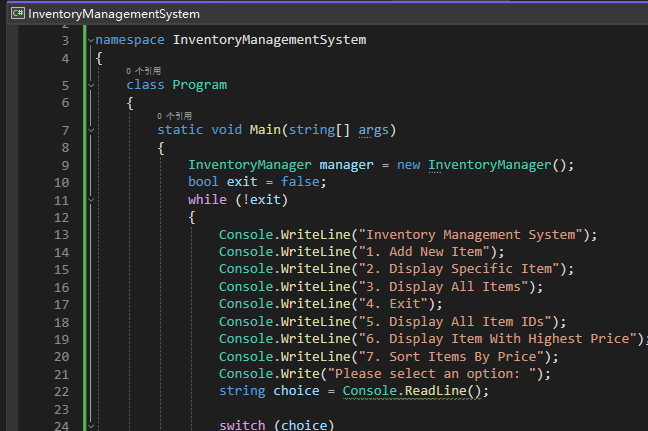 C# InventoryManagementSystem
3 namespace InventoryManagementSystem
4 {
0 个引用
5 class Program
6 {
0 个引用
7 static void Main(string[] args)
8 {
9 InventoryManager manager = new InventoryManager();
10 bool exit = false;
11 while (!exit)
12 {
13 Console.WriteLine("Inventory Management System");
14 Console.WriteLine("1. Add New Item");
15 Console.WriteLine("2. Display Specific Item");
16 Console.WriteLine("3. Display All Items");
17 Console.WriteLine("4. Exit");
18 Console.WriteLine("5. Display All Item IDs");
19 Console.WriteLine("6. Display Item With Highest Price");
20 Console.WriteLine("7. Sort Items By Price");
21 Console.Write("Please select an option: ");
22 string choice = Console.ReadLine();
23
24 switch (choice)